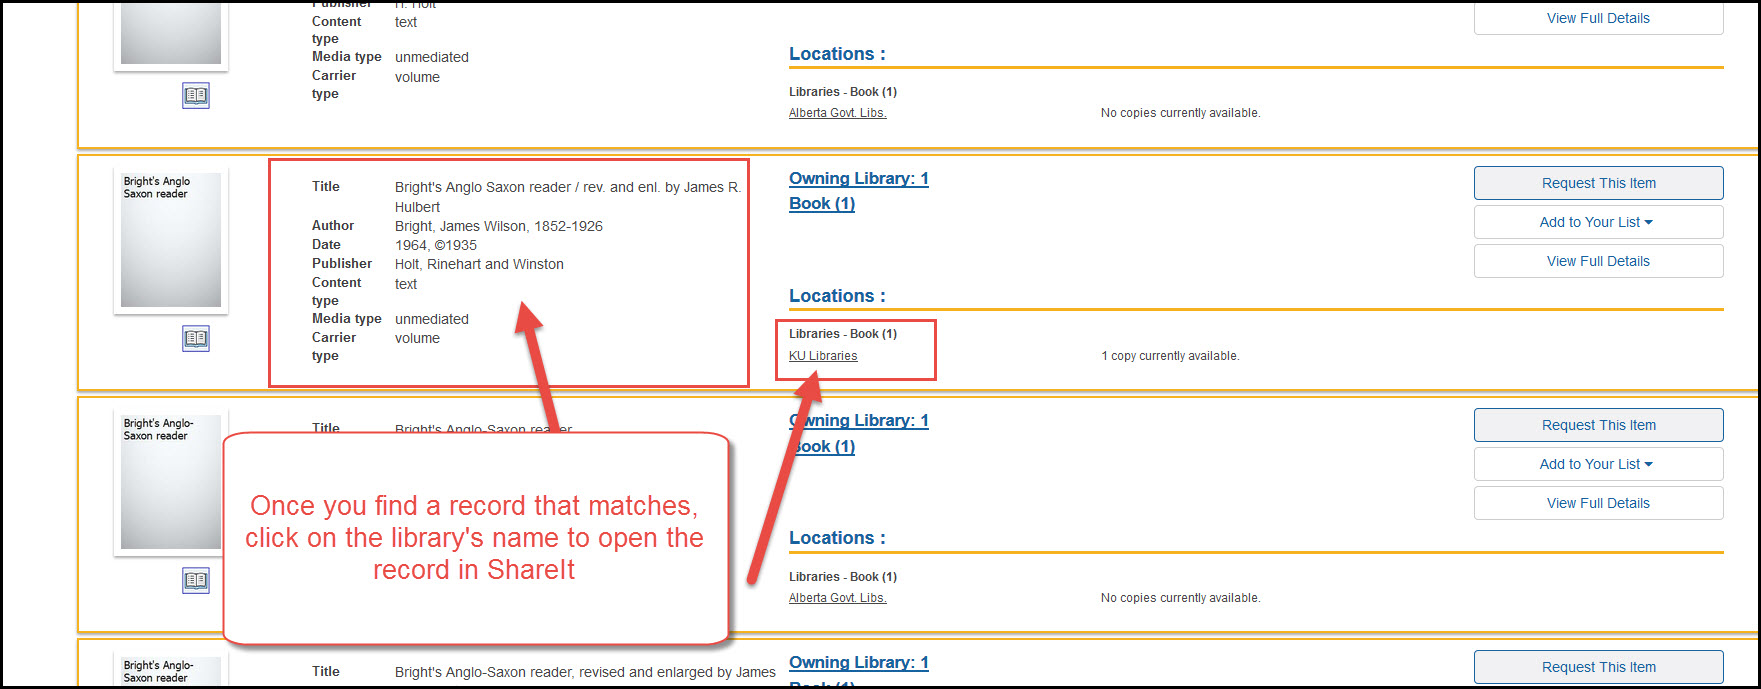 Publisher H. Holt
Content type text
Media type unmediated
Carrier type volume
View Full Details
Locations :
Libraries - Book (1)
Alberta Govt. Libs. No copies currently available.
Bright's Anglo
Saxon reader
Title Bright's Anglo Saxon reader / rev. and enl. by James R.
Hulbert
Author Bright, James Wilson, 1852-1926
Date 1964, ©1935
Publisher Holt, Rinehart and Winston
Content type text
Media type unmediated
Carrier type volume
Owning Library: 1
Book (1)
Request This Item
Add to Your List
View Full Details
Locations :
Libraries - Book (1)
KU Libraries 1 copy currently available.
Bright's Anglo-
Saxon reader
Title Bright's Anglo-Saxon reader
Owning Library: 1
Book (1)
Request This Item
Add to Your List
View Full Details
Once you find a record that matches,
click on the library's name to open the
record in ShareIt
Locations :
Libraries - Book (1)
Alberta Govt. Libs. No copies currently available.
Bright's Anglo-
Saxon reader
Title Bright's Anglo-Saxon reader, revised and enlarged by James
Owning Library: 1
Book (1)
Request This Item